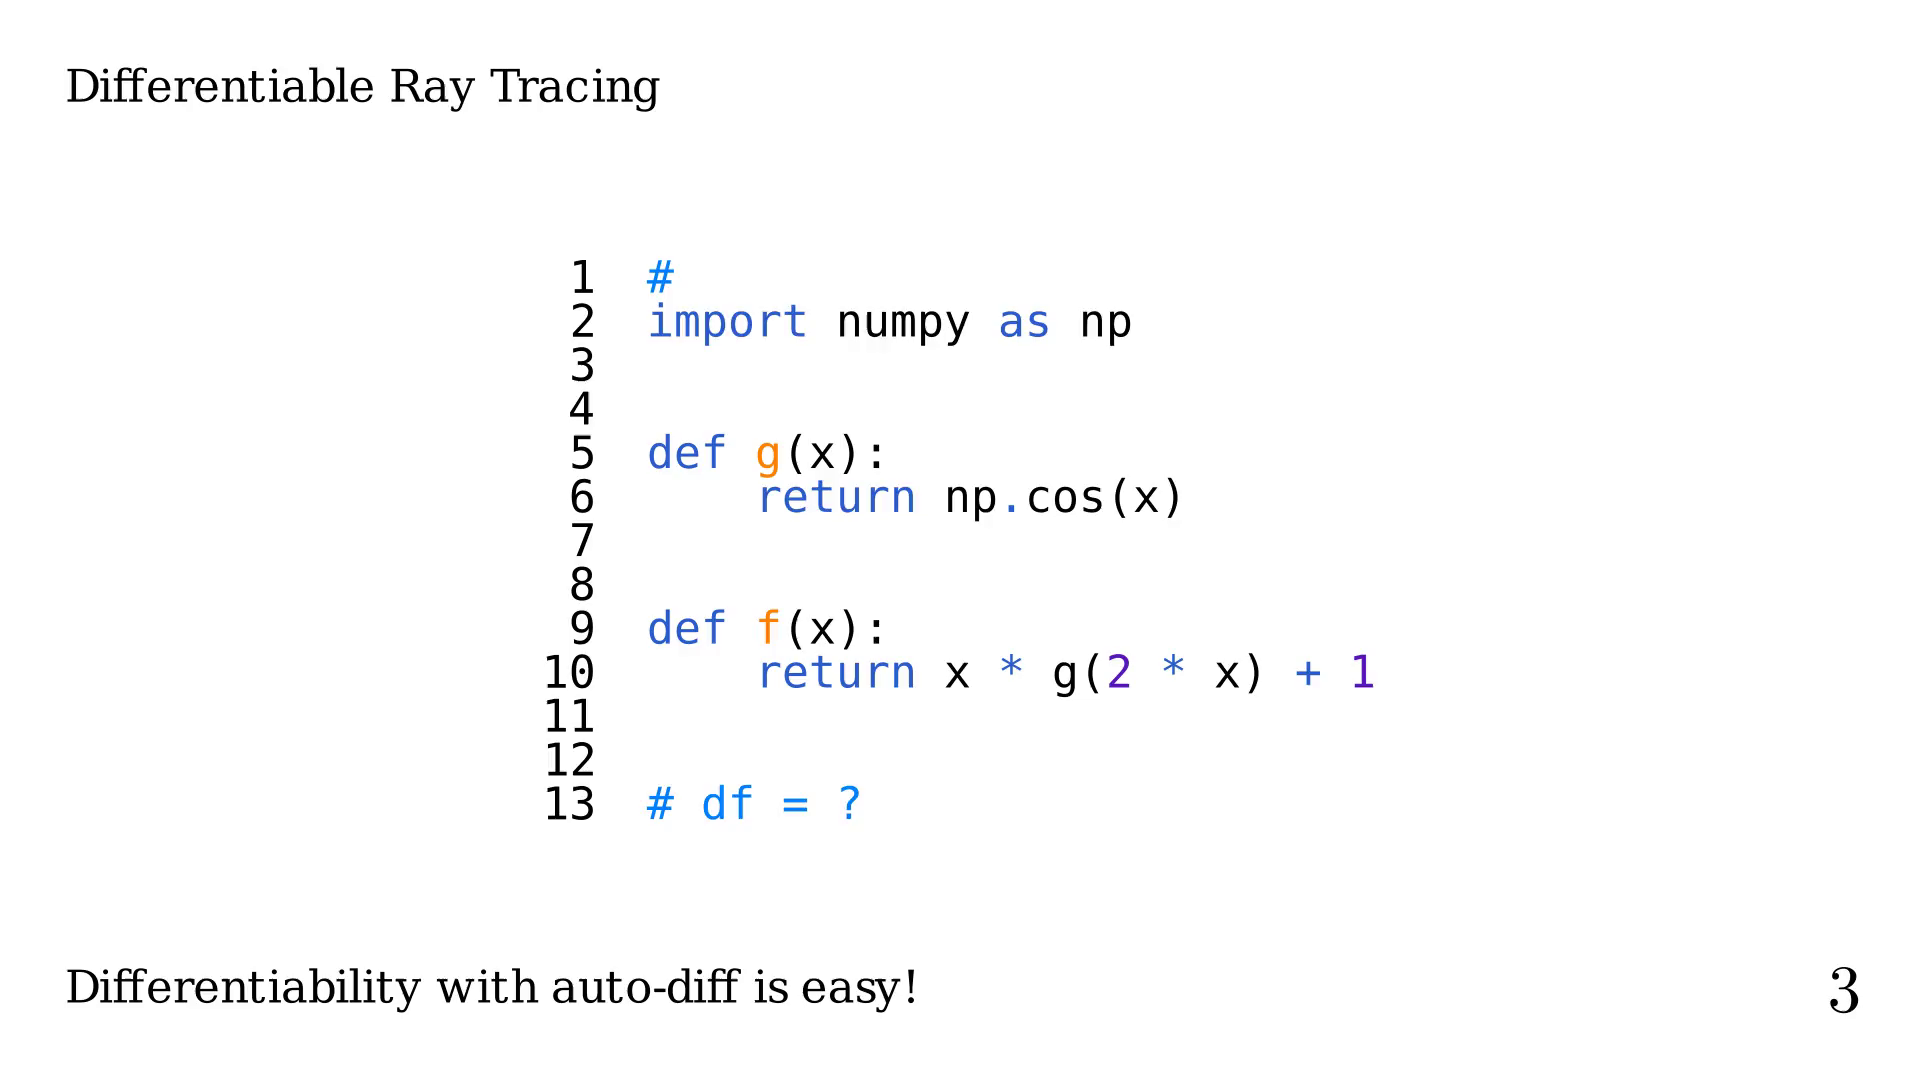 Differentiable Ray Tracing
1 #
2 import numpy as np
3
4
5 def g(x):
6     return np.cos(x)
7
8
9 def f(x):
10     return x * g(2 * x) + 1
11
12
13 # df = ?
Differentiability with auto-diff is easy!
3